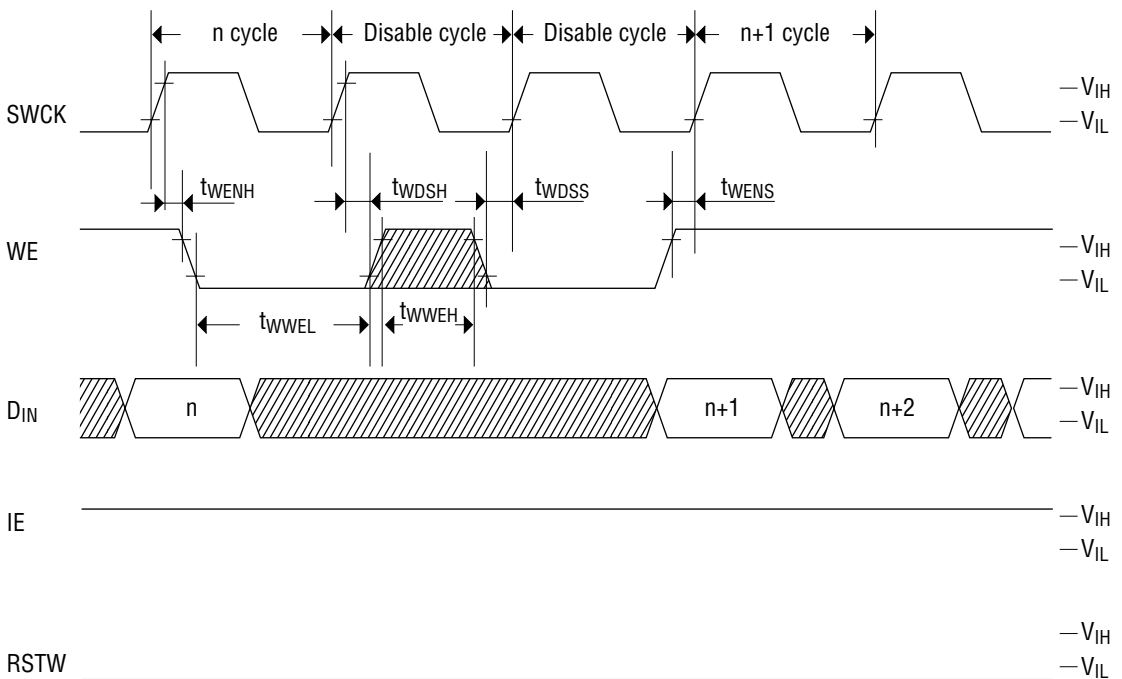 n cycle Disable cycle Disable cycle n+1 cycle
SWCK
VIH
VIL
tWENH tWDSH tWDSS tWENS
WE
VIH
VIL
tWWEL tWWEH
DIN
n n+1 n+2
VIH
VIL
IE
VIH
VIL
RSTW
VIH
VIL